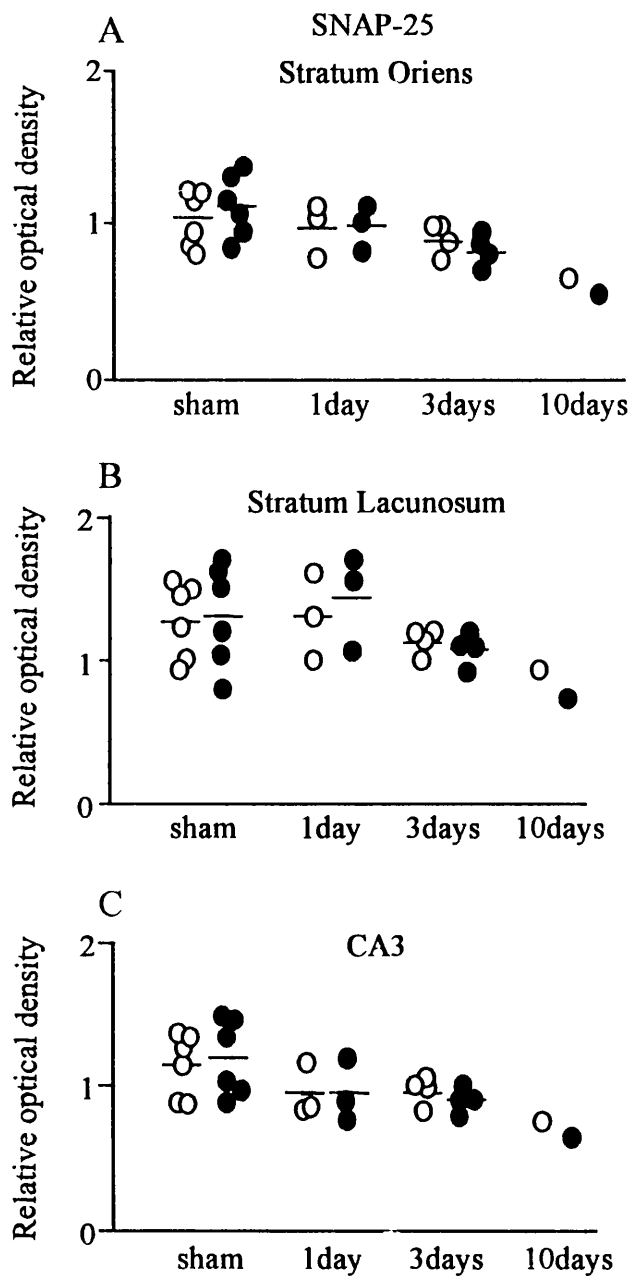 A
SNAP-25
Stratum Oriens
Relative optical density
2
1
0
sham 1day 3days 10days
B
Stratum Lacunosum
Relative optical density
2
1
0
sham 1day 3days 10days
C
CA3
Relative optical density
2
1
0
sham 1day 3days 10days